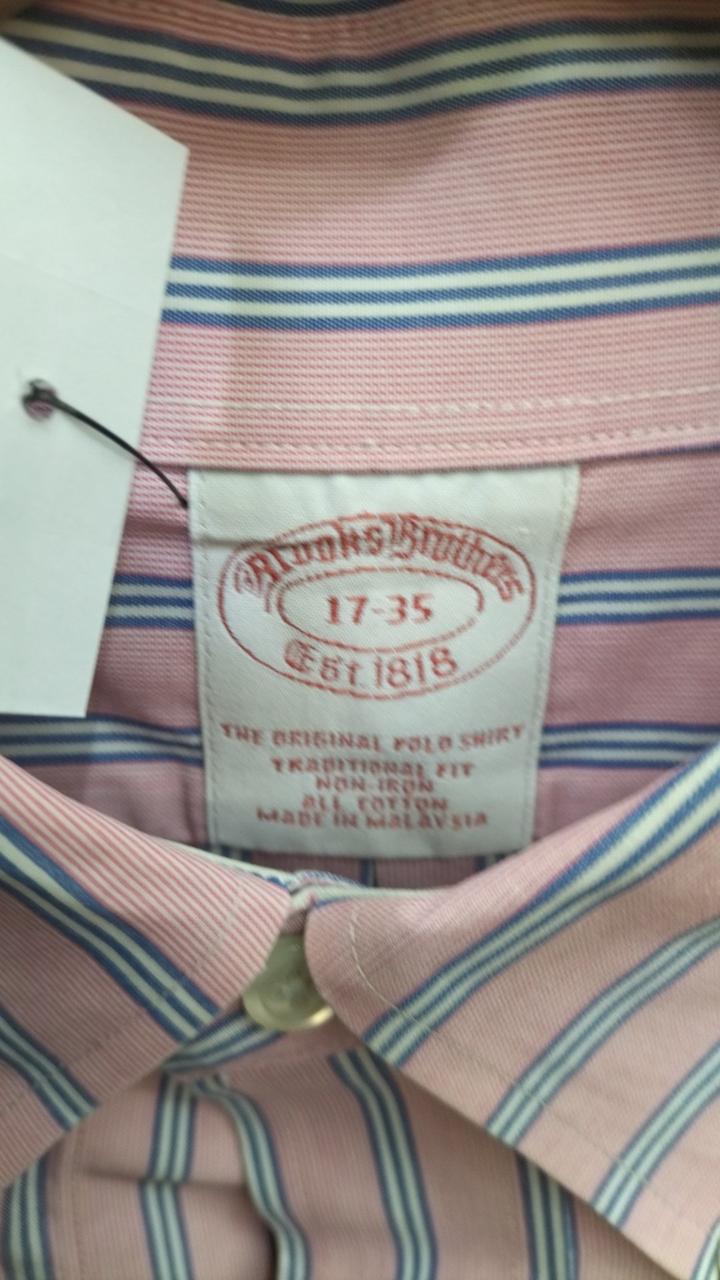 Brooks Brothers
17-35
Est. 1818
THE ORIGINAL POLO SHIRT
TRADITIONAL FIT
NON-IRON
ALL COTTON
MADE IN MALAYSIA